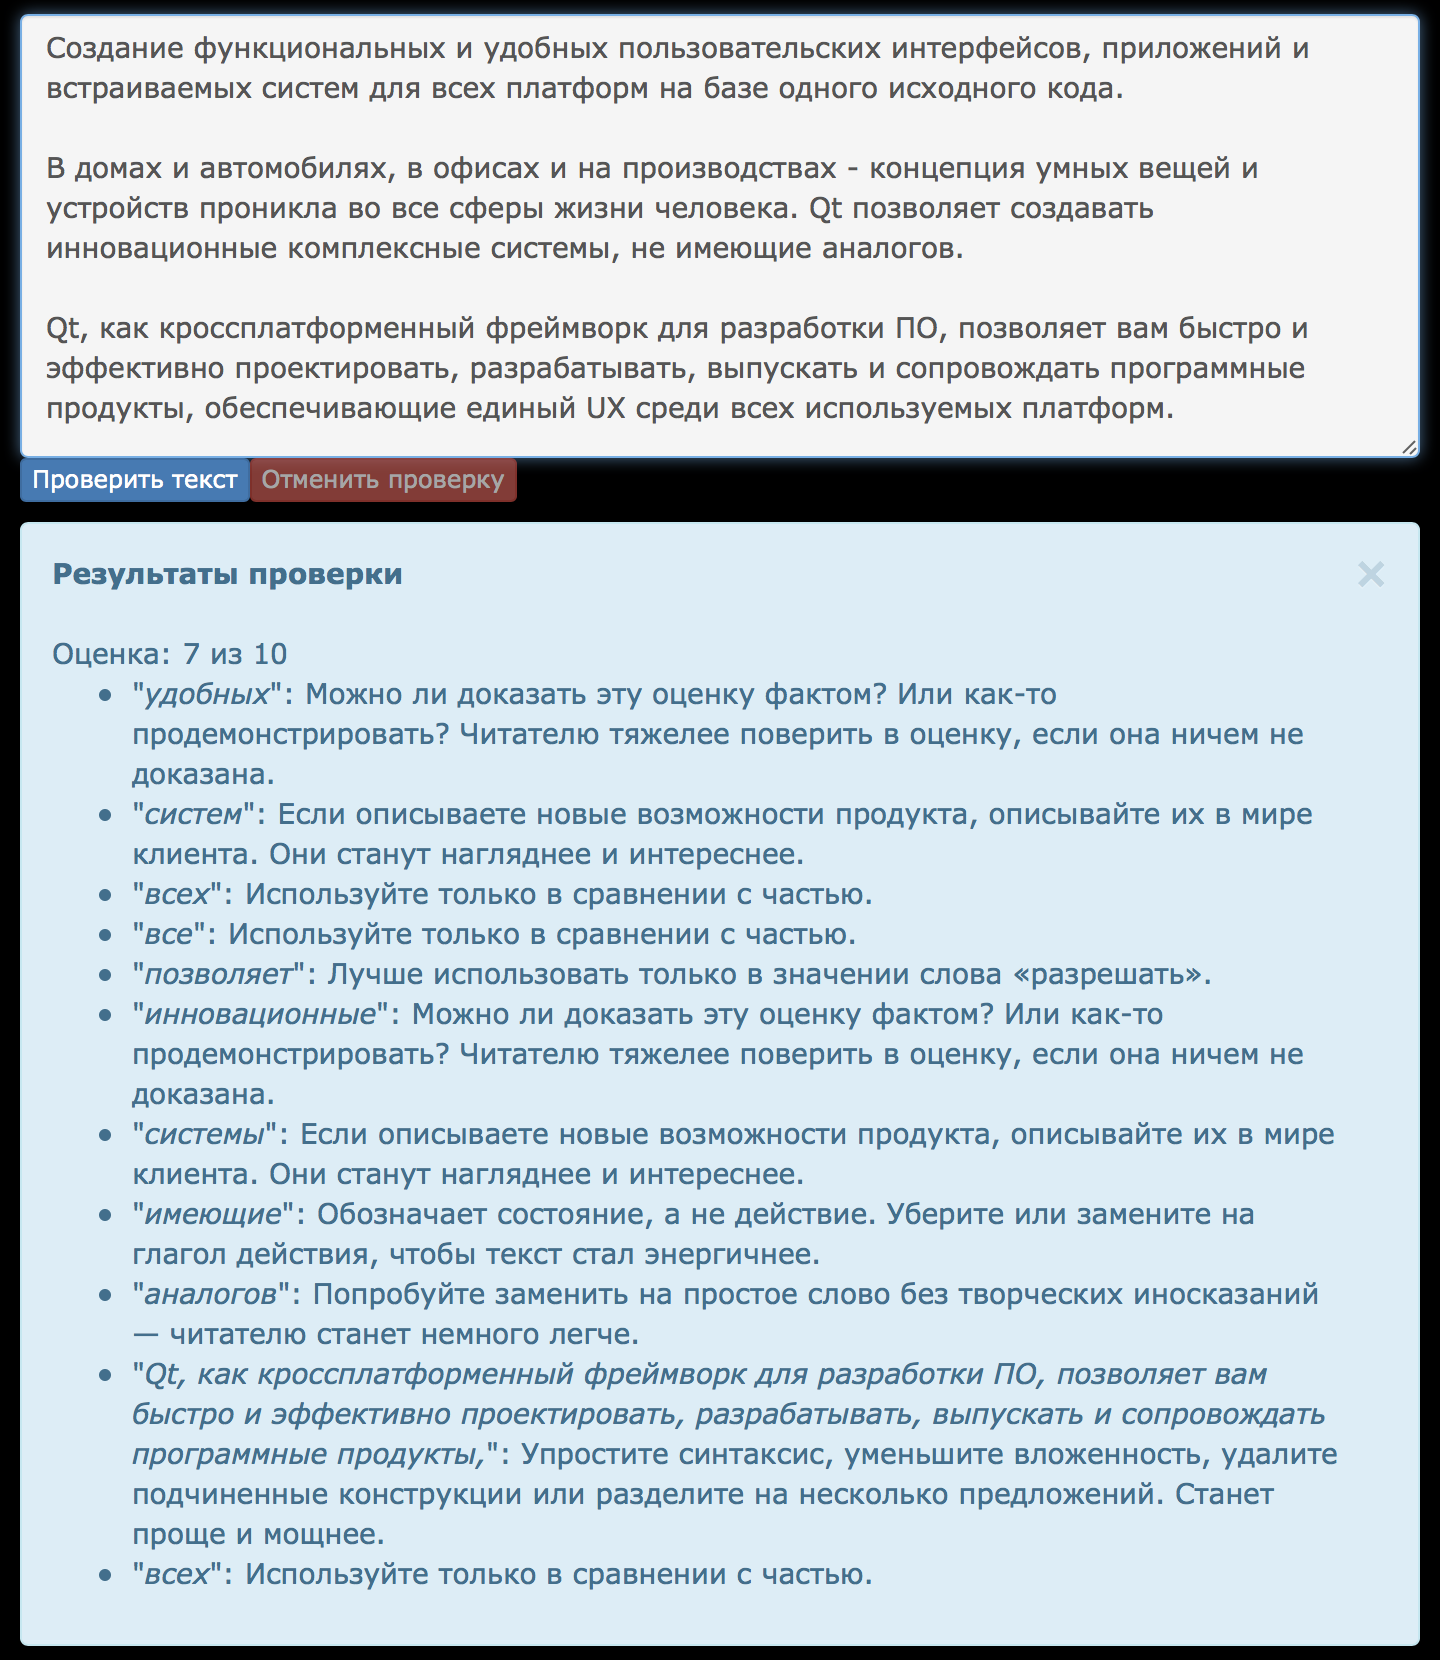 Создание функциональных и удобных пользовательских интерфейсов, приложений и
встраиваемых систем для всех платформ на базе одного исходного кода.
В домах и автомобилях, в офисах и на производствах - концепция умных вещей и
устройств проникла во все сферы жизни человека. Qt позволяет создавать
инновационные комплексные системы, не имеющие аналогов.
Qt, как кроссплатформенный фреймворк для разработки ПО, позволяет вам быстро и
эффективно проектировать, разрабатывать, выпускать и сопровождать программные
продукты, обеспечивающие единый UX среди всех используемых платформ.
Проверить текст Отменить проверку
Результаты проверки ×
Оценка: 7 из 10
• "удобных": Можно ли доказать эту оценку фактом? Или как-то
продемонстрировать? Читателю тяжелее поверить в оценку, если она ничем не
доказана.
• "систем": Если описываете новые возможности продукта, описывайте их в мире
клиента. Они станут нагляднее и интереснее.
• "всех": Используйте только в сравнении с частью.
• "все": Используйте только в сравнении с частью.
• "позволяет": Лучше использовать только в значении слова «разрешать».
• "инновационные": Можно ли доказать эту оценку фактом? Или как-то
продемонстрировать? Читателю тяжелее поверить в оценку, если она ничем не
доказана.
• "системы": Если описываете новые возможности продукта, описывайте их в мире
клиента. Они станут нагляднее и интереснее.
• "имеющие": Обозначает состояние, а не действие. Уберите или замените на
глагол действия, чтобы текст стал энергичнее.
• "аналогов": Попробуйте заменить на простое слово без творческих иносказаний
— читателю станет немного легче.
• "Qt, как кроссплатформенный фреймворк для разработки ПО, позволяет вам
быстро и эффективно проектировать, разрабатывать, выпускать и сопровождать
программные продукты,": Упростите синтаксис, уменьшите вложенность, удалите
подчиненные конструкции или разделите на несколько предложений. Станет
проще и мощнее.
• "всех": Используйте только в сравнении с частью.